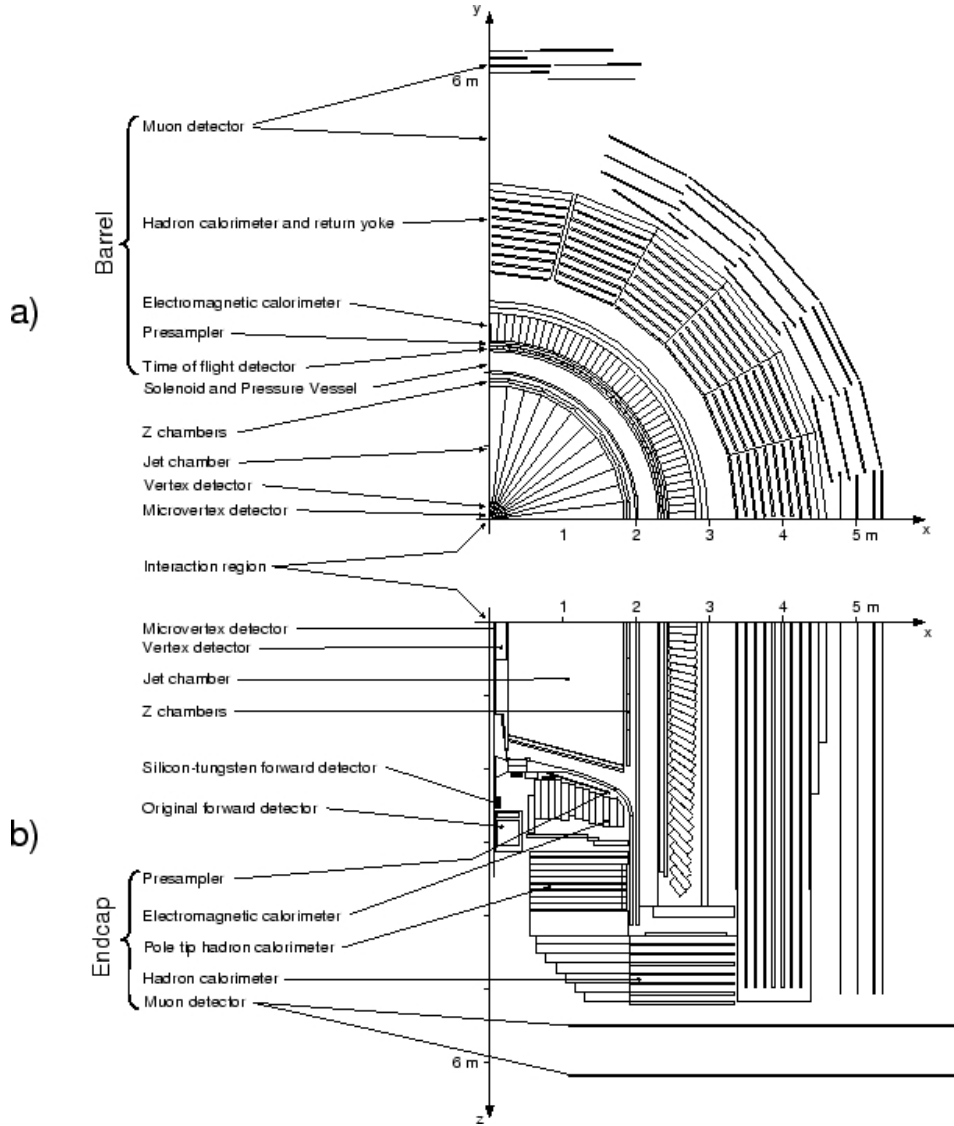 y
6 m
Muon detector
Hadron calorimeter and return yoke
Barrel
a)
Electromagnetic calorimeter
Presampler
Time of flight detector
Solenoid and Pressure Vessel
Z chambers
Jet chamber
Vertex detector
Microvertex detector
1 2 3 4 5 m
x
Interaction region
1 2 3 4 5 m
x
Microvertex detector
Vertex detector
Jet chamber
Z chambers
Silicon-tungsten forward detector
Original forward detector
b)
Endcap
Presampler
Electromagnetic calorimeter
Pole tip hadron calorimeter
Hadron calorimeter
Muon detector
6 m
z